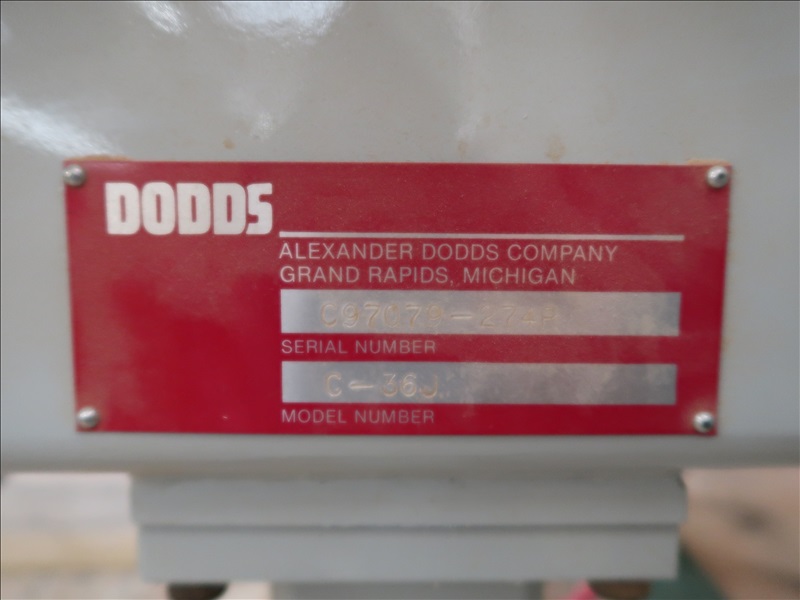 DODDS
ALEXANDER DODDS COMPANY
GRAND RAPIDS, MICHIGAN
SERIAL NUMBER
C-36J
MODEL NUMBER